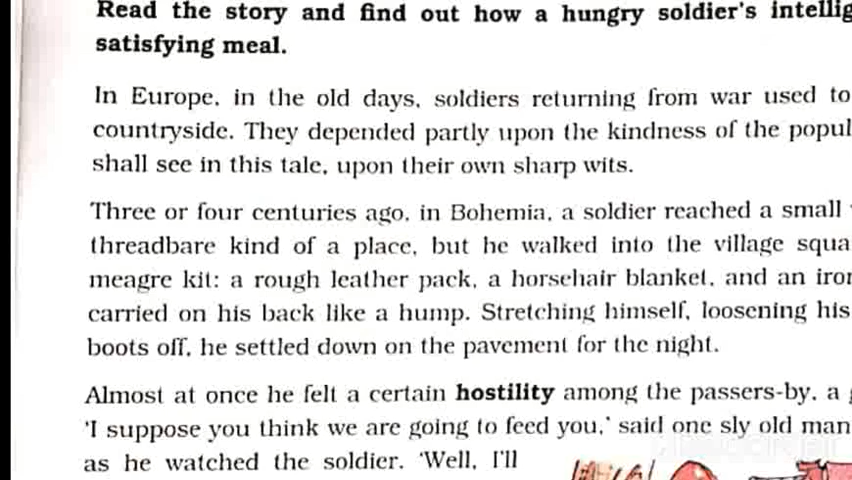 Read the story and find out how a hungry soldier's intellig
satisfying meal.
In Europe, in the old days, soldiers returning from war used to
countryside. They depended partly upon the kindness of the popul
shall see in this tale, upon their own sharp wits.
Three or four centuries ago, in Bohemia, a soldier reached a small
threadbare kind of a place, but he walked into the village squa
meagre kit: a rough leather pack, a horsehair blanket, and an iron
carried on his back like a hump. Stretching himself, loosening his
boots off, he settled down on the pavement for the night.
Almost at once he felt a certain hostility among the passers-by, a
'I suppose you think we are going to feed you,' said one sly old man
as he watched the soldier. 'Well, I'll